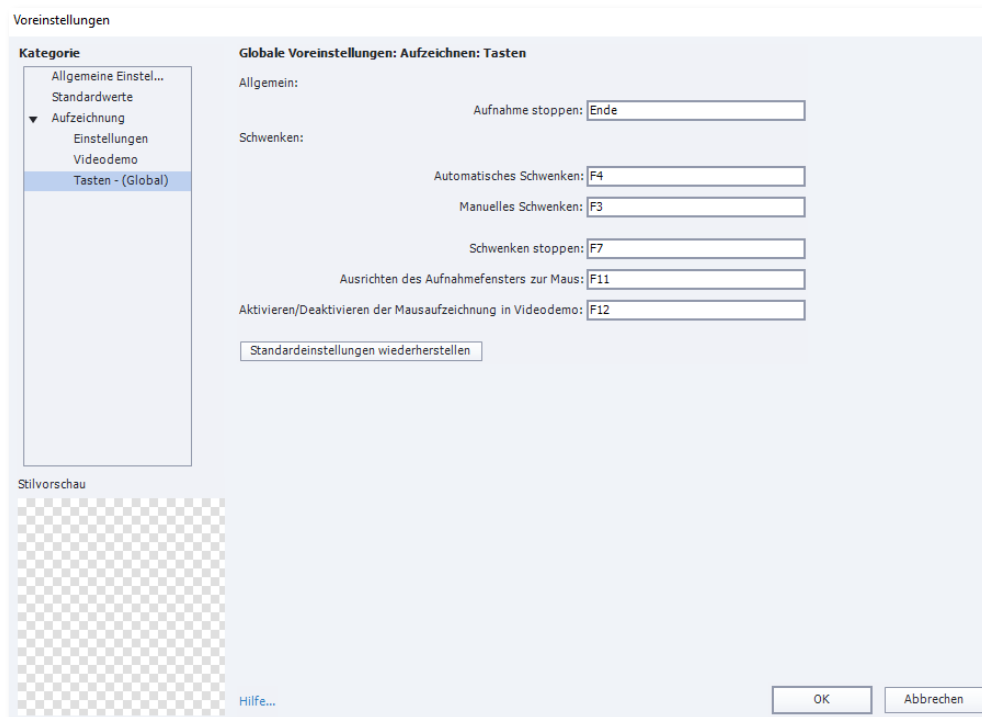 Voreinstellungen
Kategorie
Allgemeine Einstel...
Standardwerte
Aufzeichnung
Einstellungen
Videodemo
Tasten - (Global)
Stilvorschau
Globale Voreinstellungen: Aufzeichnen: Tasten
Allgemein:
Aufnahme stoppen: Ende
Schwenken:
Automatisches Schwenken: F4
Manuelles Schwenken: F3
Schwenken stoppen: F7
Ausrichten des Aufnahmefensters zur Maus: F11
Aktivieren/Deaktivieren der Mausaufzeichnung in Videodemo: F12
Standardeinstellungen wiederherstellen
Hilfe...
OK
Abbrechen